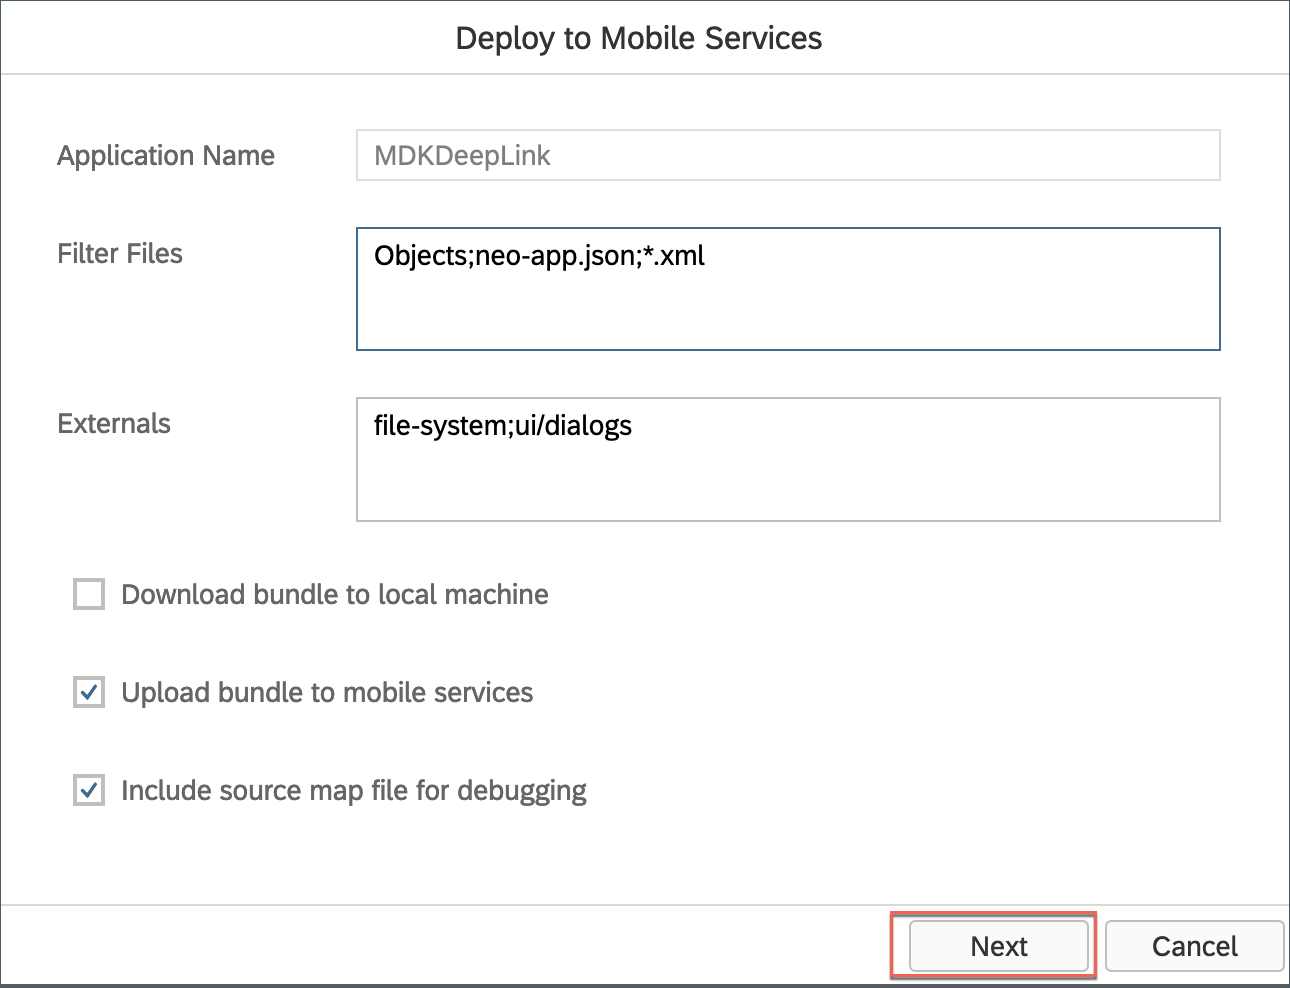 Deploy to Mobile Services
Application Name
MDKDeepLink
Filter Files
Objects;neo-app.json;*.xml
Externals
file-system;ui/dialogs
Download bundle to local machine
Upload bundle to mobile services
Include source map file for debugging
Next
Cancel